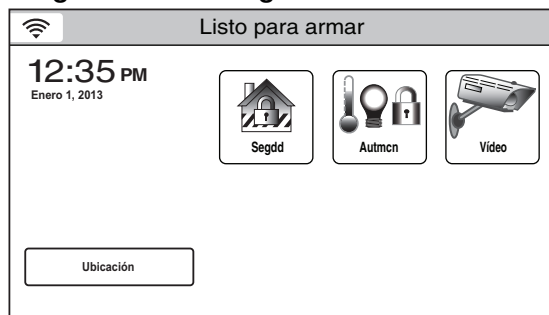 Listo para armar
12:35 PM
Enero 1, 2013
Segdd
Autmcn
Vídeo
Ubicación